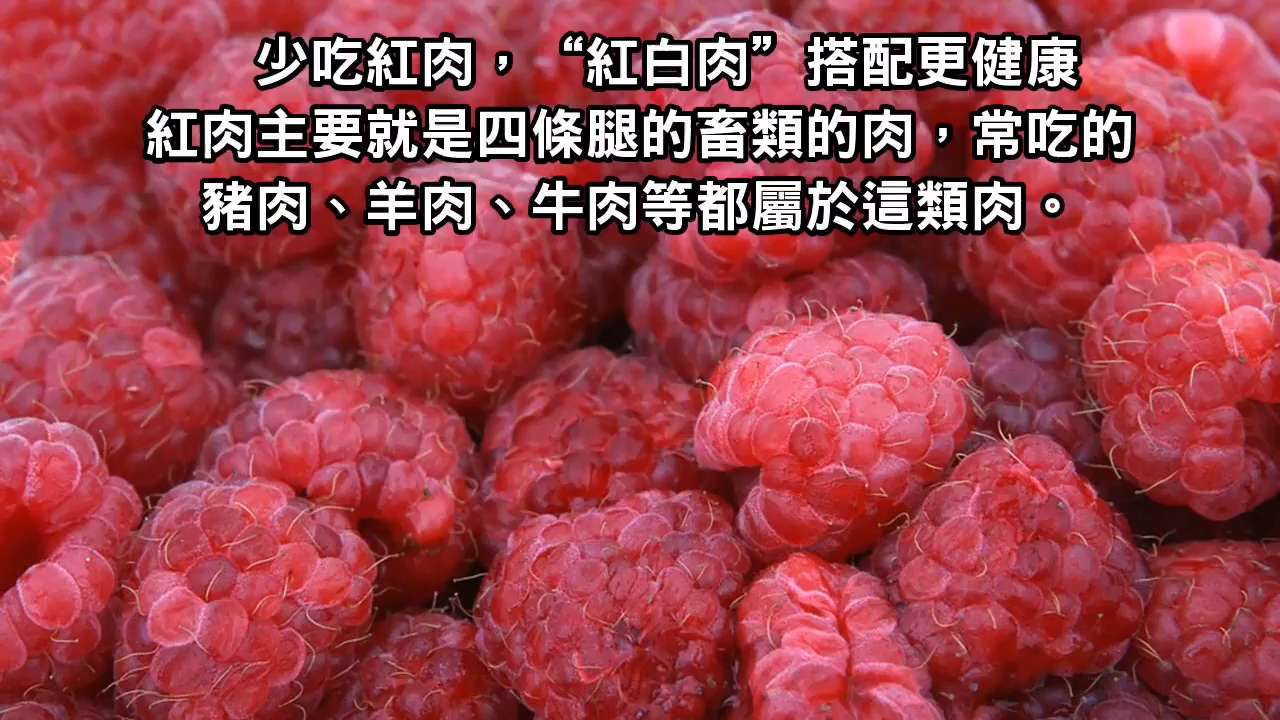 少吃紅肉，“紅白肉”搭配更健康
紅肉主要就是四條腿的畜類的肉，常吃的
豬肉、羊肉、牛肉等都屬於這類肉。